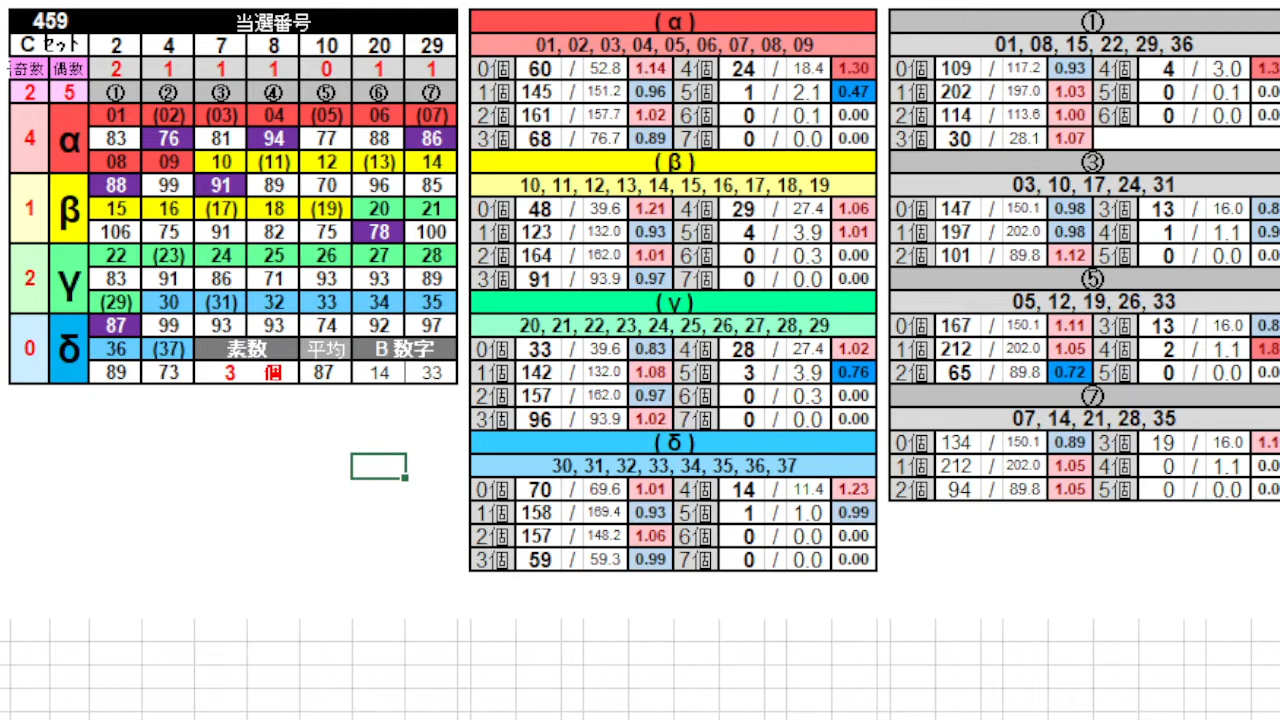 459 当選番号
C セット 2 4 7 8 10 20 29
奇数 偶数 2 1 1 1 0 1 1
2 5 ① ② ③ ④ ⑤ ⑥ ⑦
4 α 01 (02) (03) 04 (05) 06 (07)
83 76 81 94 77 88 86
08 09 10 (11) 12 (13) 14
1 β 88 99 91 89 70 96 85
15 16 (17) 18 (19) 20 21
106 75 91 82 75 78 100
2 γ 22 (23) 24 25 26 27 28
83 91 86 71 93 93 89
(29) 30 (31) 32 33 34 35
0 δ 87 99 93 93 74 92 97
36 (37) 素数 平均 B 数字
89 73 3 個 87 14 33
( α )
01, 02, 03, 04, 05, 06, 07, 08, 09
0個 60 / 52.8 1.14 4個 24 / 18.4 1.30
1個 145 / 151.2 0.96 5個 1 / 2.1 0.47
2個 161 / 157.7 1.02 6個 0 / 0.1 0.00
3個 68 / 76.7 0.89 7個 0 / 0.0 0.00
( β )
10, 11, 12, 13, 14, 15, 16, 17, 18, 19
0個 48 / 39.6 1.21 4個 29 / 27.4 1.06
1個 123 / 132.0 0.93 5個 4 / 3.9 1.01
2個 164 / 162.0 1.01 6個 0 / 0.3 0.00
3個 91 / 93.9 0.97 7個 0 / 0.0 0.00
( γ )
20, 21, 22, 23, 24, 25, 26, 27, 28, 29
0個 33 / 39.6 0.83 4個 28 / 27.4 1.02
1個 142 / 132.0 1.08 5個 3 / 3.9 0.76
2個 157 / 162.0 0.97 6個 0 / 0.3 0.00
3個 96 / 93.9 1.02 7個 0 / 0.0 0.00
( δ )
30, 31, 32, 33, 34, 35, 36, 37
0個 70 / 69.6 1.01 4個 14 / 11.4 1.23
1個 158 / 169.4 0.93 5個 1 / 1.0 0.99
2個 157 / 148.2 1.06 6個 0 / 0.0 0.00
3個 59 / 59.3 0.99 7個 0 / 0.0 0.00
①
01, 08, 15, 22, 29, 36
0個 109 / 117.2 0.93 4個 4 / 3.0 1.3
1個 202 / 197.0 1.03 5個 0 / 0.1 0.0
2個 114 / 113.6 1.00 6個 0 / 0.0 0.0
3個 30 / 28.1 1.07
③
03, 10, 17, 24, 31
0個 147 / 150.1 0.98 3個 13 / 16.0 0.8
1個 197 / 202.0 0.98 4個 1 / 1.1 0.9
2個 101 / 89.8 1.12 5個 0 / 0.0 0.0
⑤
05, 12, 19, 26, 33
0個 167 / 150.1 1.11 3個 13 / 16.0 0.8
1個 212 / 202.0 1.05 4個 2 / 1.1 1.8
2個 65 / 89.8 0.72 5個 0 / 0.0 0.0
⑦
07, 14, 21, 28, 35
0個 134 / 150.1 0.89 3個 19 / 16.0 1.1
1個 212 / 202.0 1.05 4個 0 / 1.1 0.0
2個 94 / 89.8 1.05 5個 0 / 0.0 0.0